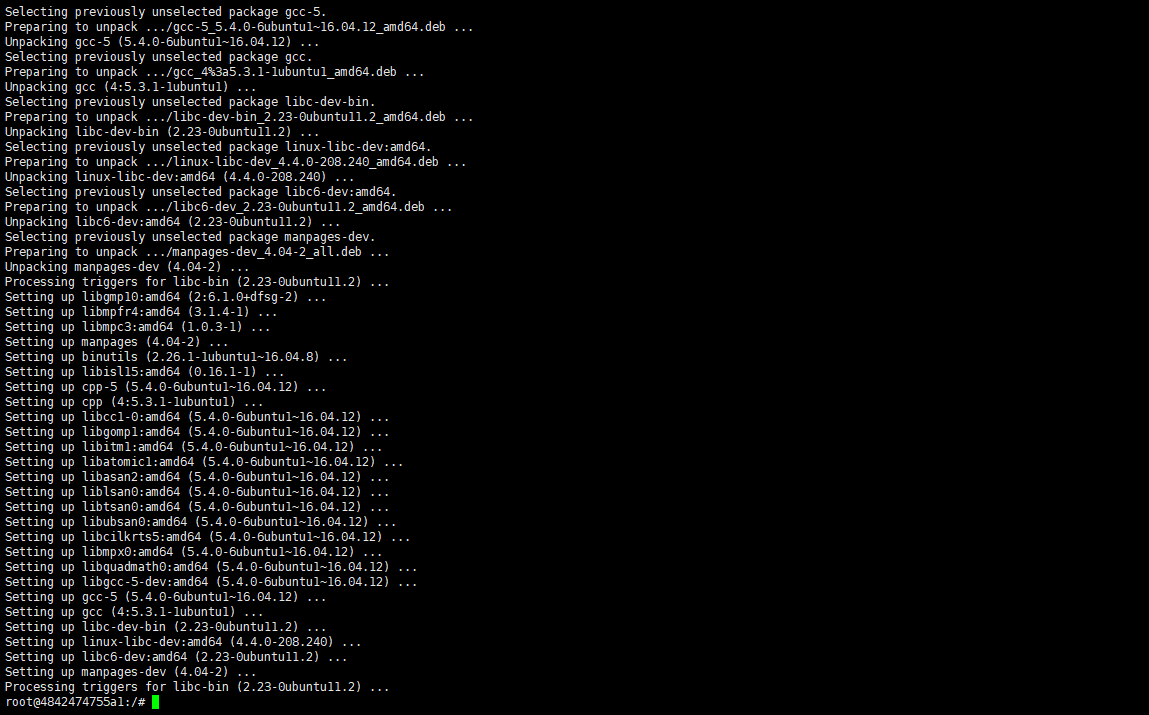 Selecting previously unselected package gcc-5.
Preparing to unpack .../gcc-5_5.4.0-6ubuntu1~16.04.12_amd64.deb ...
Unpacking gcc-5 (5.4.0-6ubuntu1~16.04.12) ...
Selecting previously unselected package gcc.
Preparing to unpack .../gcc_4%3a5.3.1-1ubuntu1_amd64.deb ...
Unpacking gcc (4:5.3.1-1ubuntu1) ...
Selecting previously unselected package libc-dev-bin.
Preparing to unpack .../libc-dev-bin_2.23-0ubuntu11.2_amd64.deb ...
Unpacking libc-dev-bin (2.23-0ubuntu11.2) ...
Selecting previously unselected package linux-libc-dev:amd64.
Preparing to unpack .../linux-libc-dev_4.4.0-208.240_amd64.deb ...
Unpacking linux-libc-dev:amd64 (4.4.0-208.240) ...
Selecting previously unselected package libc6-dev:amd64.
Preparing to unpack .../libc6-dev_2.23-0ubuntu11.2_amd64.deb ...
Unpacking libc6-dev:amd64 (2.23-0ubuntu11.2) ...
Selecting previously unselected package manpages-dev.
Preparing to unpack .../manpages-dev_4.04-2_all.deb ...
Unpacking manpages-dev (4.04-2) ...
Processing triggers for libc-bin (2.23-0ubuntu11.2) ...
Setting up libgmp10:amd64 (2:6.1.0+dfsg-2) ...
Setting up libmpfr4:amd64 (3.1.4-1) ...
Setting up libmpc3:amd64 (1.0.3-1) ...
Setting up manpages (4.04-2) ...
Setting up binutils (2.26.1-1ubuntu1~16.04.8) ...
Setting up libisl15:amd64 (0.16.1-1) ...
Setting up cpp-5 (5.4.0-6ubuntu1~16.04.12) ...
Setting up cpp (4:5.3.1-1ubuntu1) ...
Setting up libcc1-0:amd64 (5.4.0-6ubuntu1~16.04.12) ...
Setting up libgomp1:amd64 (5.4.0-6ubuntu1~16.04.12) ...
Setting up libitm1:amd64 (5.4.0-6ubuntu1~16.04.12) ...
Setting up libatomic1:amd64 (5.4.0-6ubuntu1~16.04.12) ...
Setting up libasan2:amd64 (5.4.0-6ubuntu1~16.04.12) ...
Setting up liblsan0:amd64 (5.4.0-6ubuntu1~16.04.12) ...
Setting up libtsan0:amd64 (5.4.0-6ubuntu1~16.04.12) ...
Setting up libubsan0:amd64 (5.4.0-6ubuntu1~16.04.12) ...
Setting up libcilkrts5:amd64 (5.4.0-6ubuntu1~16.04.12) ...
Setting up libmpx0:amd64 (5.4.0-6ubuntu1~16.04.12) ...
Setting up libquadmath0:amd64 (5.4.0-6ubuntu1~16.04.12) ...
Setting up libgcc-5-dev:amd64 (5.4.0-6ubuntu1~16.04.12) ...
Setting up gcc-5 (5.4.0-6ubuntu1~16.04.12) ...
Setting up gcc (4:5.3.1-1ubuntu1) ...
Setting up libc-dev-bin (2.23-0ubuntu11.2) ...
Setting up linux-libc-dev:amd64 (4.4.0-208.240) ...
Setting up libc6-dev:amd64 (2.23-0ubuntu11.2) ...
Setting up manpages-dev (4.04-2) ...
Processing triggers for libc-bin (2.23-0ubuntu11.2) ...
root@4842474755a1:/#